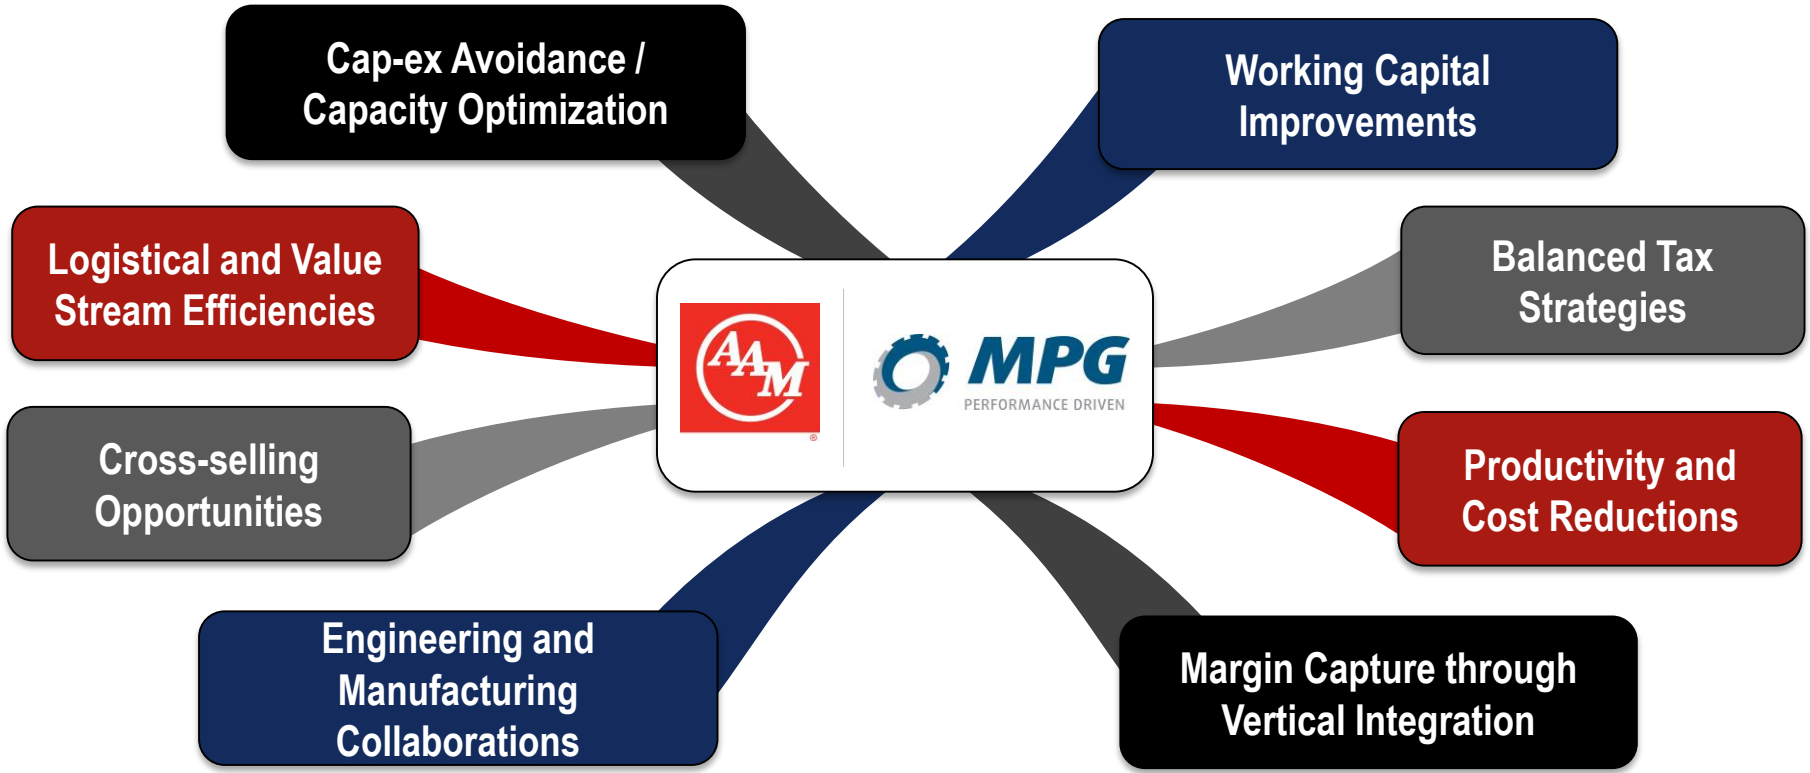 Cap-ex Avoidance /
Capacity Optimization
Working Capital
Improvements
Logistical and Value
Stream Efficiencies
Balanced Tax
Strategies
AAM
®
MPG
PERFORMANCE DRIVEN
Cross-selling
Opportunities
Productivity and
Cost Reductions
Engineering and
Manufacturing
Collaborations
Margin Capture through
Vertical Integration